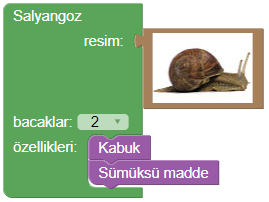 Salyangoz
resim:
bacaklar: 2
özellikleri: Kabuk
Sümüksü madde